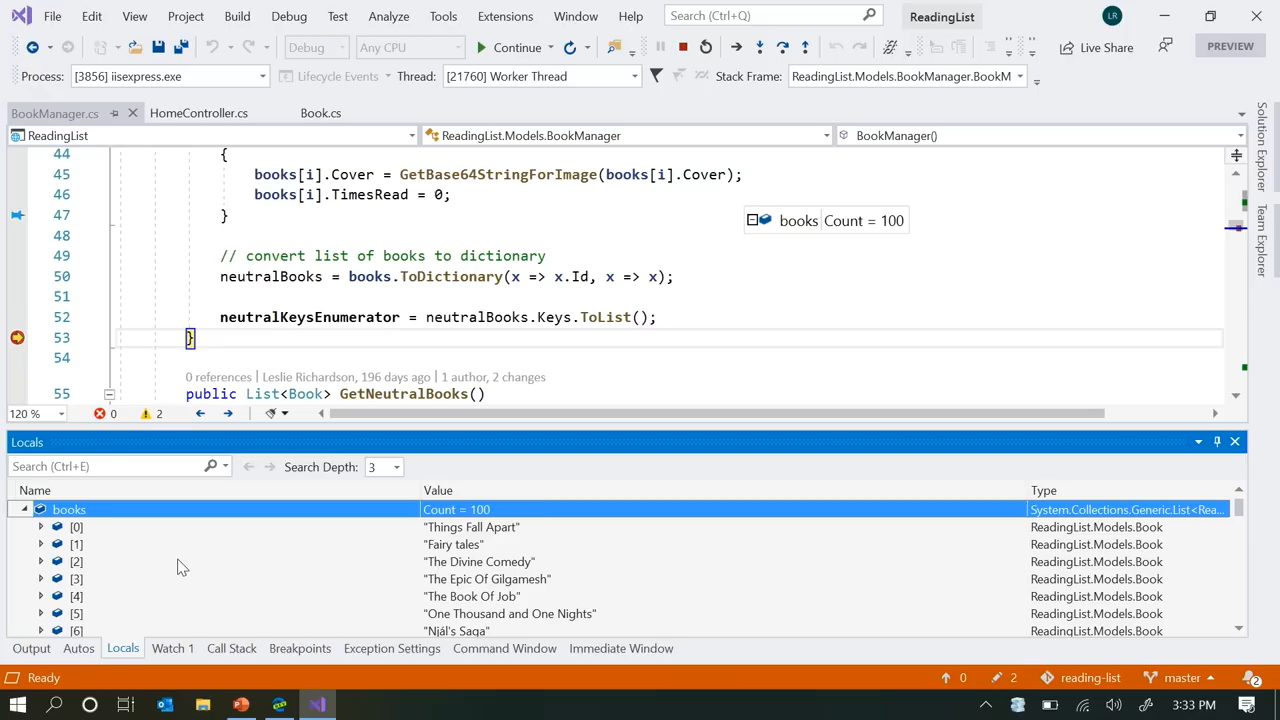 File Edit View Project Build Debug Test Analyze Tools Extensions Window Help Search (Ctrl+Q) ReadingList LR
Debug Any CPU Continue Live Share PREVIEW
Process: [3856] iisexpress.exe Lifecycle Events Thread: [21760] Worker Thread Stack Frame: ReadingList.Models.BookManager.BookM
BookManager.cs HomeController.cs Book.cs
ReadingList ReadingList.Models.BookManager BookManager()
44 {
45 books[i].Cover = GetBase64StringForImage(books[i].Cover);
46 books[i].TimesRead = 0;
47 }
books Count = 100
48
49 // convert list of books to dictionary
50 neutralBooks = books.ToDictionary(x => x.Id, x => x);
51
52 neutralKeysEnumerator = neutralBooks.Keys.ToList();
53 }
54
0 references | Leslie Richardson, 196 days ago | 1 author, 2 changes
55 public List<Book> GetNeutralBooks()
120 % 0 2
Solution Explorer
Team Explorer
Locals
Search (Ctrl+E) Search Depth: 3
Name Value Type
books Count = 100 System.Collections.Generic.List<Rea...
[0] "Things Fall Apart" ReadingList.Models.Book
[1] "Fairy tales" ReadingList.Models.Book
[2] "The Divine Comedy" ReadingList.Models.Book
[3] "The Epic Of Gilgamesh" ReadingList.Models.Book
[4] "The Book Of Job" ReadingList.Models.Book
[5] "One Thousand and One Nights" ReadingList.Models.Book
[6] "Njál's Saga" ReadingList.Models.Book
Output Autos Locals Watch 1 Call Stack Breakpoints Exception Settings Command Window Immediate Window
Ready 0 2 reading-list master 2
3:33 PM